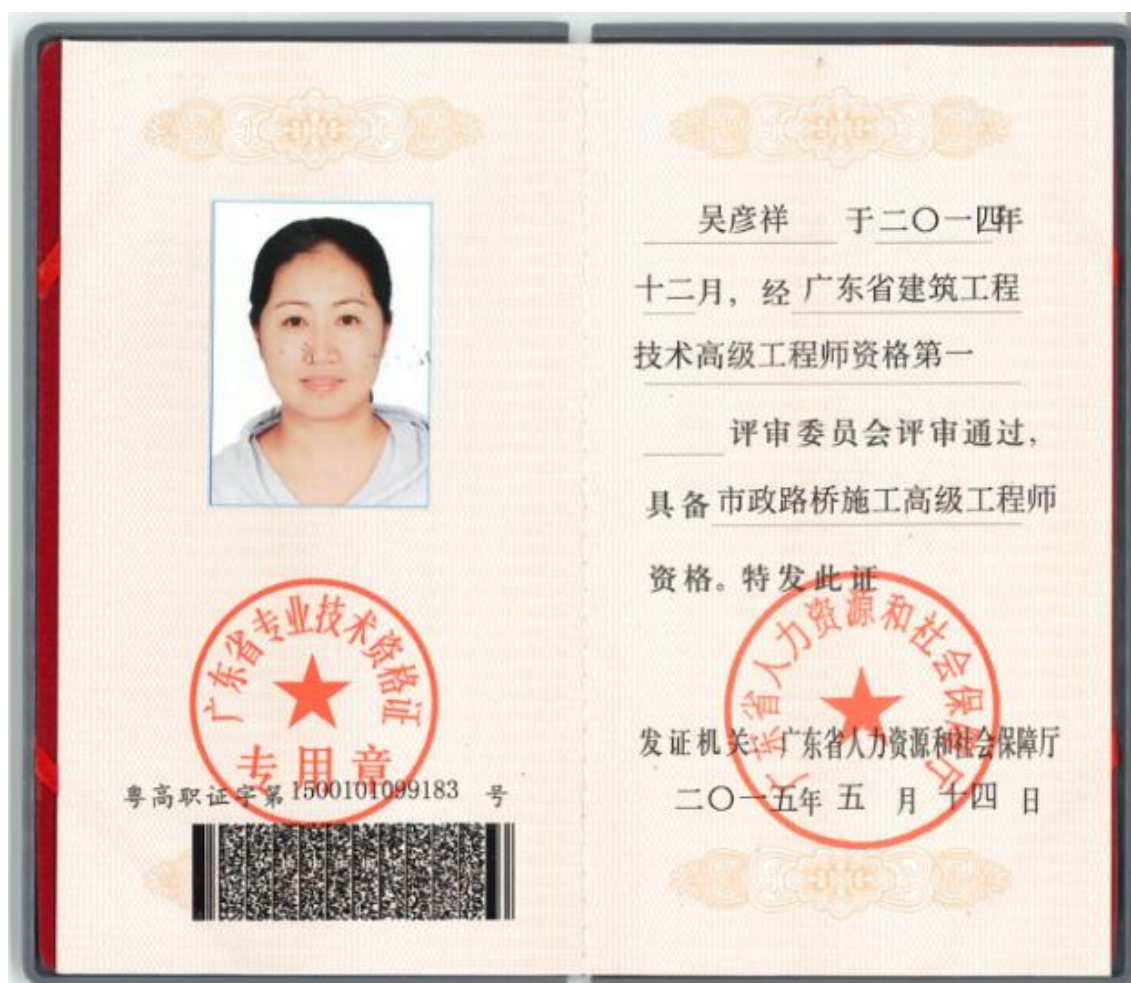 广东省专业技术资格证
专用章
粤高职证字第1500101099183号
吴彦祥 于二〇一四年
十二月，经广东省建筑工程
技术高级工程师资格第一
评审委员会评审通过，
具备市政路桥施工高级工程师
资格。特发此证
广东省人力资源和社会保障厅
发证机关：广东省人力资源和社会保障厅
二〇一五年五月十四日